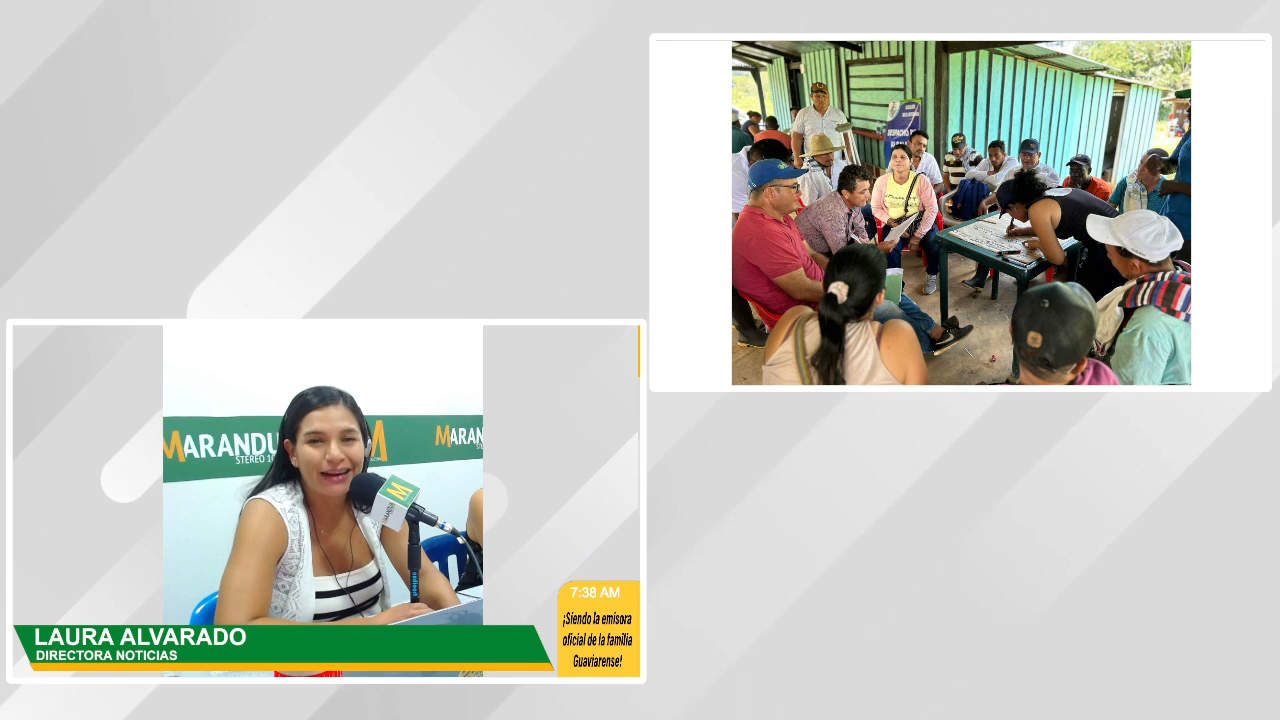 DESPACHO
MARANDU
STEREO
MARAN
M
LAURA ALVARADO
DIRECTORA NOTICIAS
7:38 AM
¡Siendo la emisora
oficial de la familia
Guaviarense!